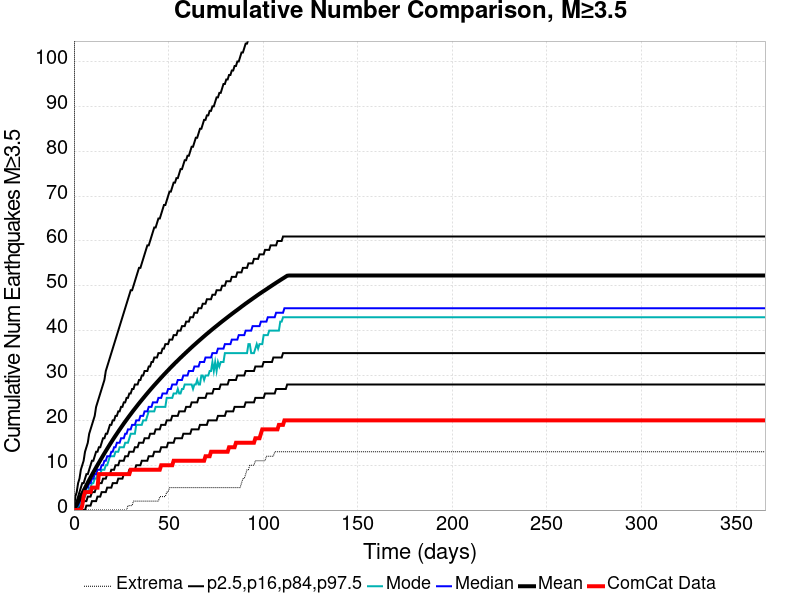 Cumulative Number Comparison, M≥3.5
Cumulative Num Earthquakes M≥3.5
100
90
80
70
60
50
40
30
20
10
0
0 50 100 150 200 250 300 350
Time (days)
Extrema p2.5,p16,p84,p97.5 Mode Median Mean ComCat Data